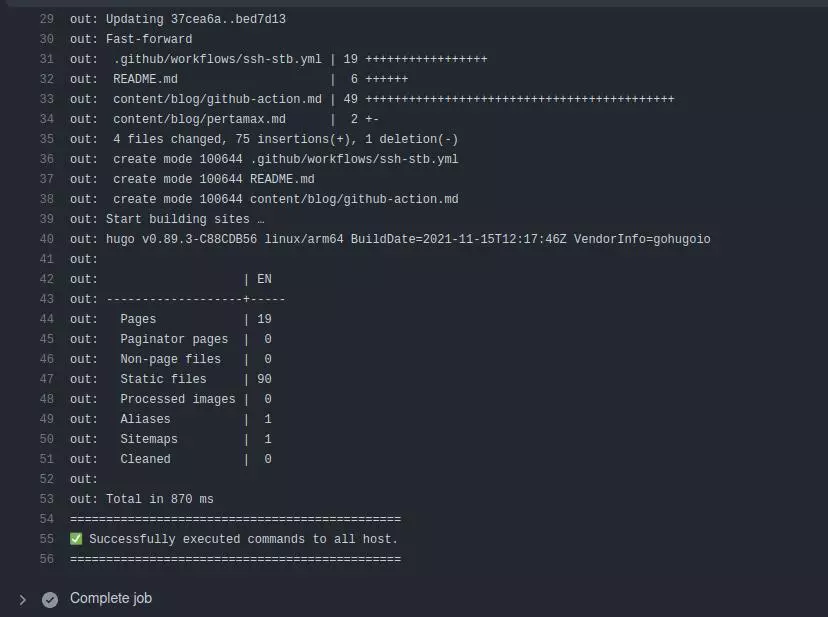 29 out: Updating 37cea6a..bed7d13
30 out: Fast-forward
31 out:  .github/workflows/ssh-stb.yml | 19 +++++++++++++++++
32 out:  README.md                     |  6 ++++++
33 out:  content/blog/github-action.md | 49 +++++++++++++++++++++++++++++++++++++++++++
34 out:  content/blog/pertamax.md      |  2 +-
35 out:  4 files changed, 75 insertions(+), 1 deletion(-)
36 out:  create mode 100644 .github/workflows/ssh-stb.yml
37 out:  create mode 100644 README.md
38 out:  create mode 100644 content/blog/github-action.md
39 out: Start building sites …
40 out: hugo v0.89.3-C88CDB56 linux/arm64 BuildDate=2021-11-15T12:17:46Z VendorInfo=gohugoio
41 out:
42 out:                    | EN
43 out: -------------------+-----
44 out:   Pages            | 19
45 out:   Paginator pages  |  0
46 out:   Non-page files   |  0
47 out:   Static files     | 90
48 out:   Processed images |  0
49 out:   Aliases          |  1
50 out:   Sitemaps         |  1
51 out:   Cleaned          |  0
52 out:
53 out: Total in 870 ms
54 ==============================================
55 ✅ Successfully executed commands to all host.
56 ==============================================
Complete job